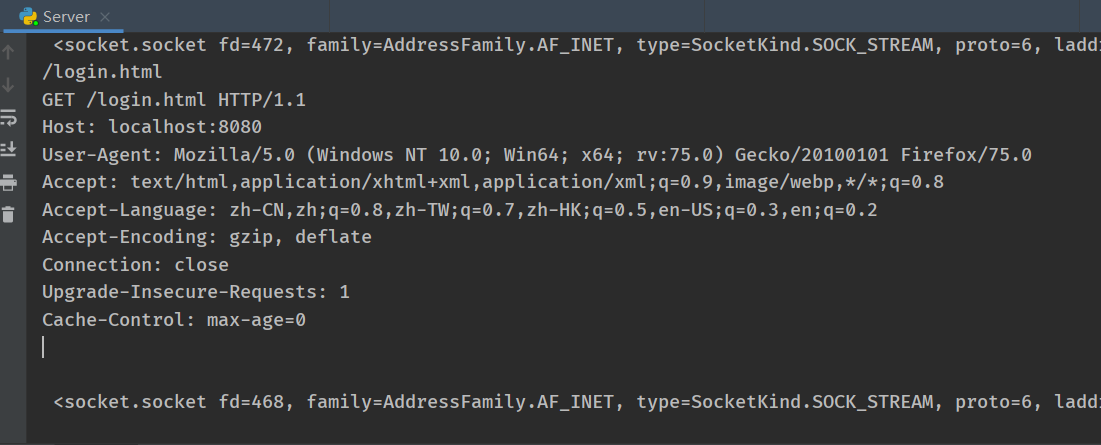 Server
<socket.socket fd=472, family=AddressFamily.AF_INET, type=SocketKind.SOCK_STREAM, proto=6, laddr
/login.html
GET /login.html HTTP/1.1
Host: localhost:8080
User-Agent: Mozilla/5.0 (Windows NT 10.0; Win64; x64; rv:75.0) Gecko/20100101 Firefox/75.0
Accept: text/html,application/xhtml+xml,application/xml;q=0.9,image/webp,*/*;q=0.8
Accept-Language: zh-CN,zh;q=0.8,zh-TW;q=0.7,zh-HK;q=0.5,en-US;q=0.3,en;q=0.2
Accept-Encoding: gzip, deflate
Connection: close
Upgrade-Insecure-Requests: 1
Cache-Control: max-age=0
<socket.socket fd=468, family=AddressFamily.AF_INET, type=SocketKind.SOCK_STREAM, proto=6, laddr